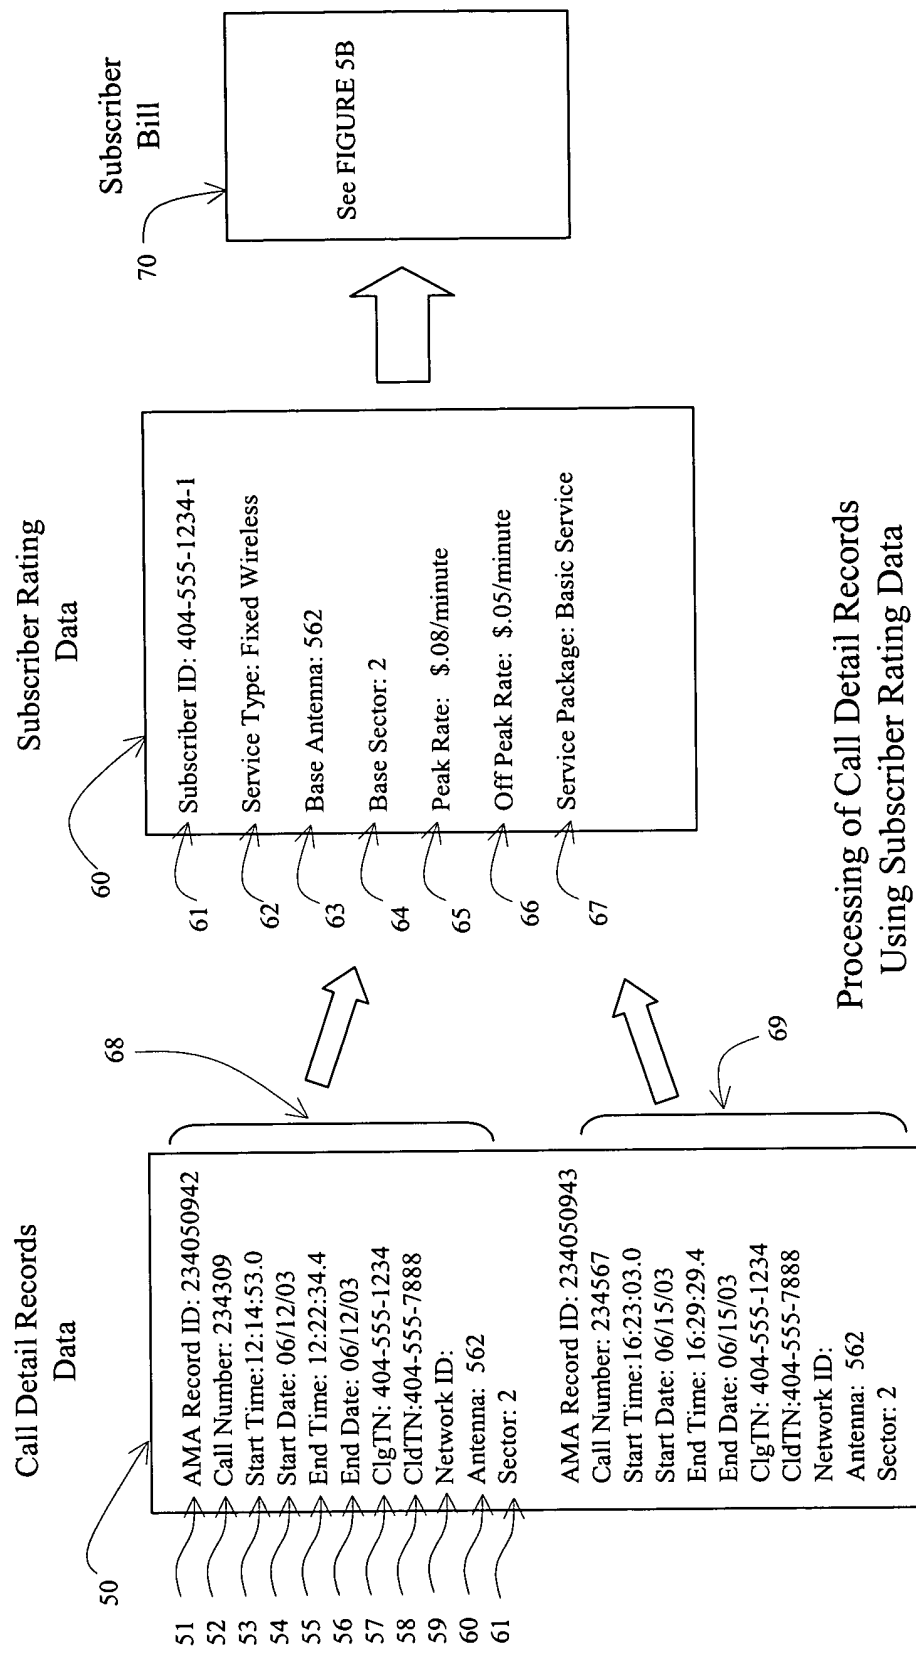 Call Detail Records
Data
50
51
AMA Record ID: 234050942
52
Call Number: 234309
53
Start Time:12:14:53.0
54
Start Date: 06/12/03
55
End Time: 12:22:34.4
56
End Date: 06/12/03
57
ClgTN: 404-555-1234
58
CldTN:404-555-7888
59
Network ID:
60
Antenna: 562
61
Sector: 2
68
AMA Record ID: 234050943
Call Number: 234567
Start Time:16:23:03.0
Start Date: 06/15/03
End Time: 16:29:29.4
End Date: 06/15/03
ClgTN: 404-555-1234
CldTN:404-555-7888
Network ID:
Antenna: 562
Sector: 2
69
Subscriber Rating
Data
60
61
Subscriber ID: 404-555-1234-1
62
Service Type: Fixed Wireless
63
Base Antenna: 562
64
Base Sector: 2
65
Peak Rate: $.08/minute
66
Off Peak Rate: $.05/minute
67
Service Package: Basic Service
Subscriber
Bill
70
See FIGURE 5B
Processing of Call Detail Records
Using Subscriber Rating Data